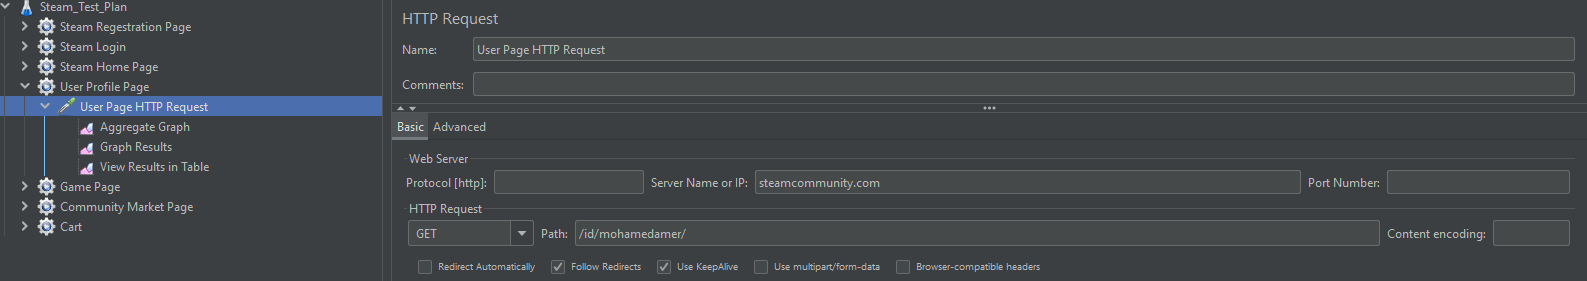 Steam_Test_Plan
Steam Regestration Page
Steam Login
Steam Home Page
User Profile Page
User Page HTTP Request
Aggregate Graph
Graph Results
View Results in Table
Game Page
Community Market Page
Cart
HTTP Request
Name: User Page HTTP Request
Comments:
Basic Advanced
Web Server
Protocol [http]: Server Name or IP: steamcommunity.com Port Number:
HTTP Request
GET Path: /id/mohamedamer/ Content encoding:
Redirect Automatically Follow Redirects Use KeepAlive Use multipart/form-data Browser-compatible headers